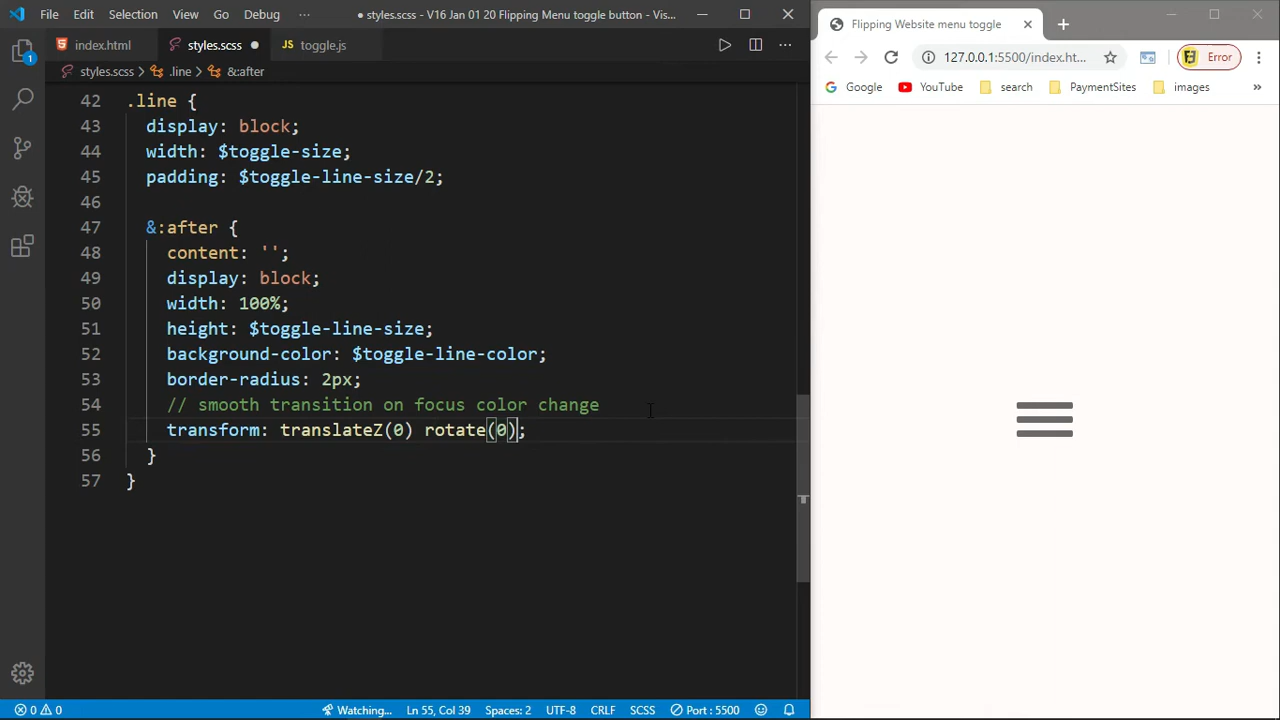 File Edit Selection View Go Debug ··· ● styles.scss - V16 Jan 01 20 Flipping Menu toggle button - Vis...
index.html styles.scss ● JS toggle.js ···
styles.scss > .line > &:after
42 .line {
43 display: block;
44 width: $toggle-size;
45 padding: $toggle-line-size/2;
46
47 &:after {
48 content: '';
49 display: block;
50 width: 100%;
51 height: $toggle-line-size;
52 background-color: $toggle-line-color;
53 border-radius: 2px;
54 // smooth transition on focus color change
55 transform: translateZ(0) rotate(0);
56 }
57 }
1
0 0 Watching... Ln 55, Col 39 Spaces: 2 UTF-8 CRLF SCSS Port : 5500
Flipping Website menu toggle
127.0.0.1:5500/index.ht... Error
Google YouTube search PaymentSites images »